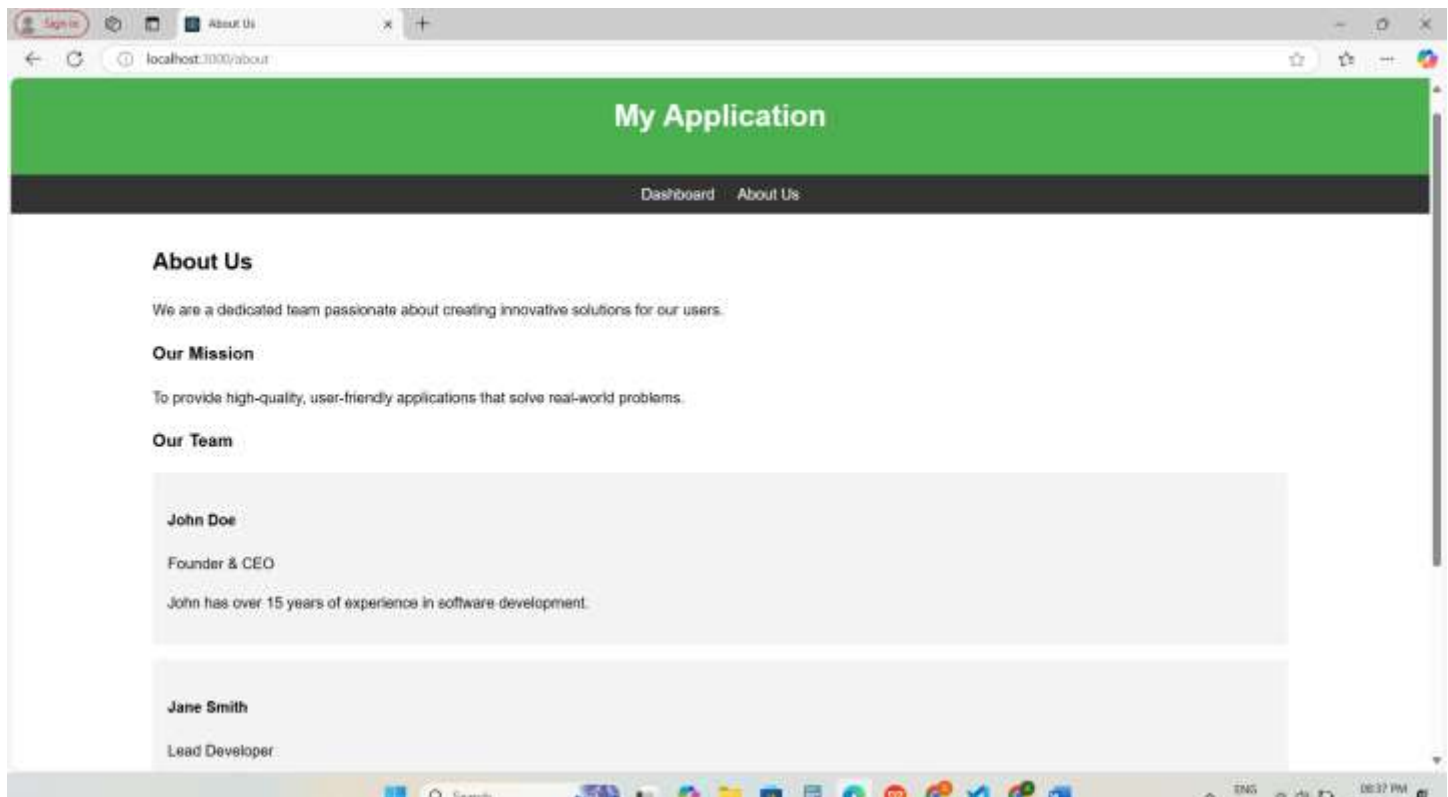 Sign in
About Us
localhost:3000/about
My Application
Dashboard About Us
About Us
We are a dedicated team passionate about creating innovative solutions for our users.
Our Mission
To provide high-quality, user-friendly applications that solve real-world problems.
Our Team
John Doe
Founder & CEO
John has over 15 years of experience in software development.
Jane Smith
Lead Developer
Search
ENG
08:37 PM